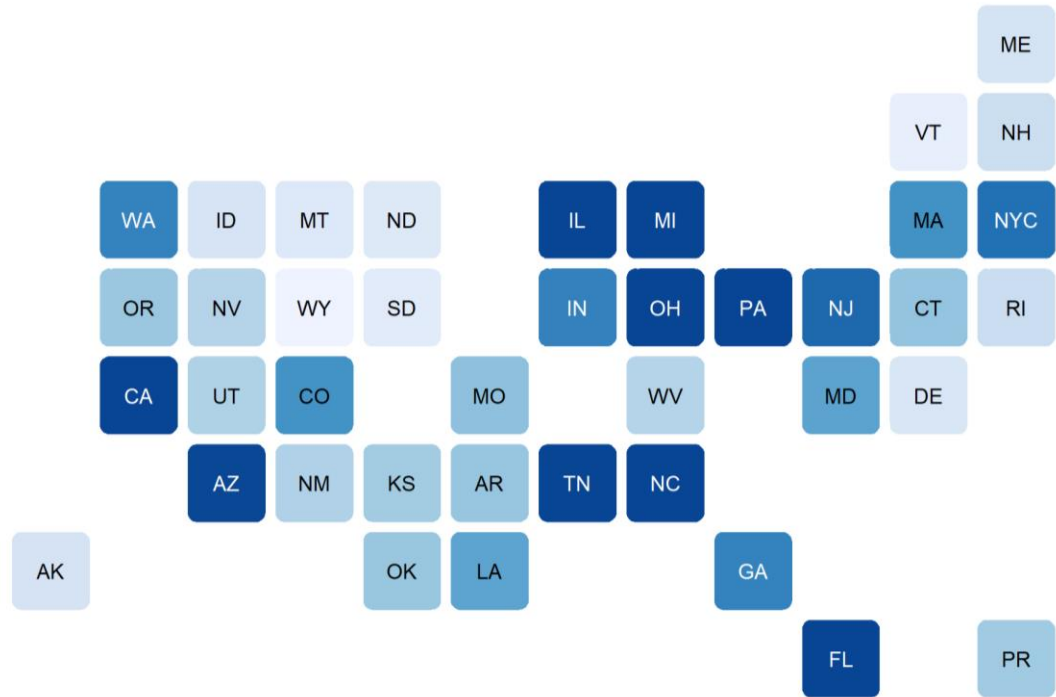 ME
VT NH
WA ID MT ND IL MI MA NYC
OR NV WY SD IN OH PA NJ CT RI
CA UT CO MO WV MD DE
AZ NM KS AR TN NC
AK OK LA GA
FL PR